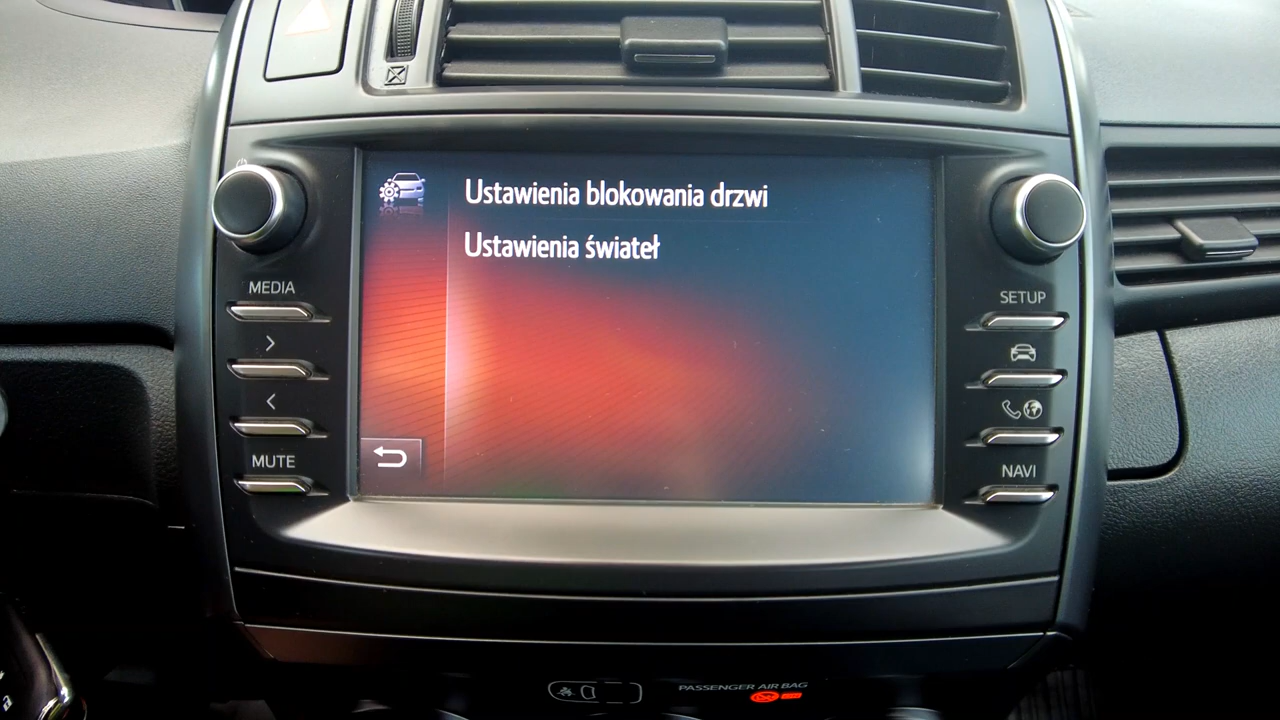 Ustawienia blokowania drzwi
Ustawienia świateł
MEDIA
MUTE
SETUP
NAVI
PASSENGER AIR BAG